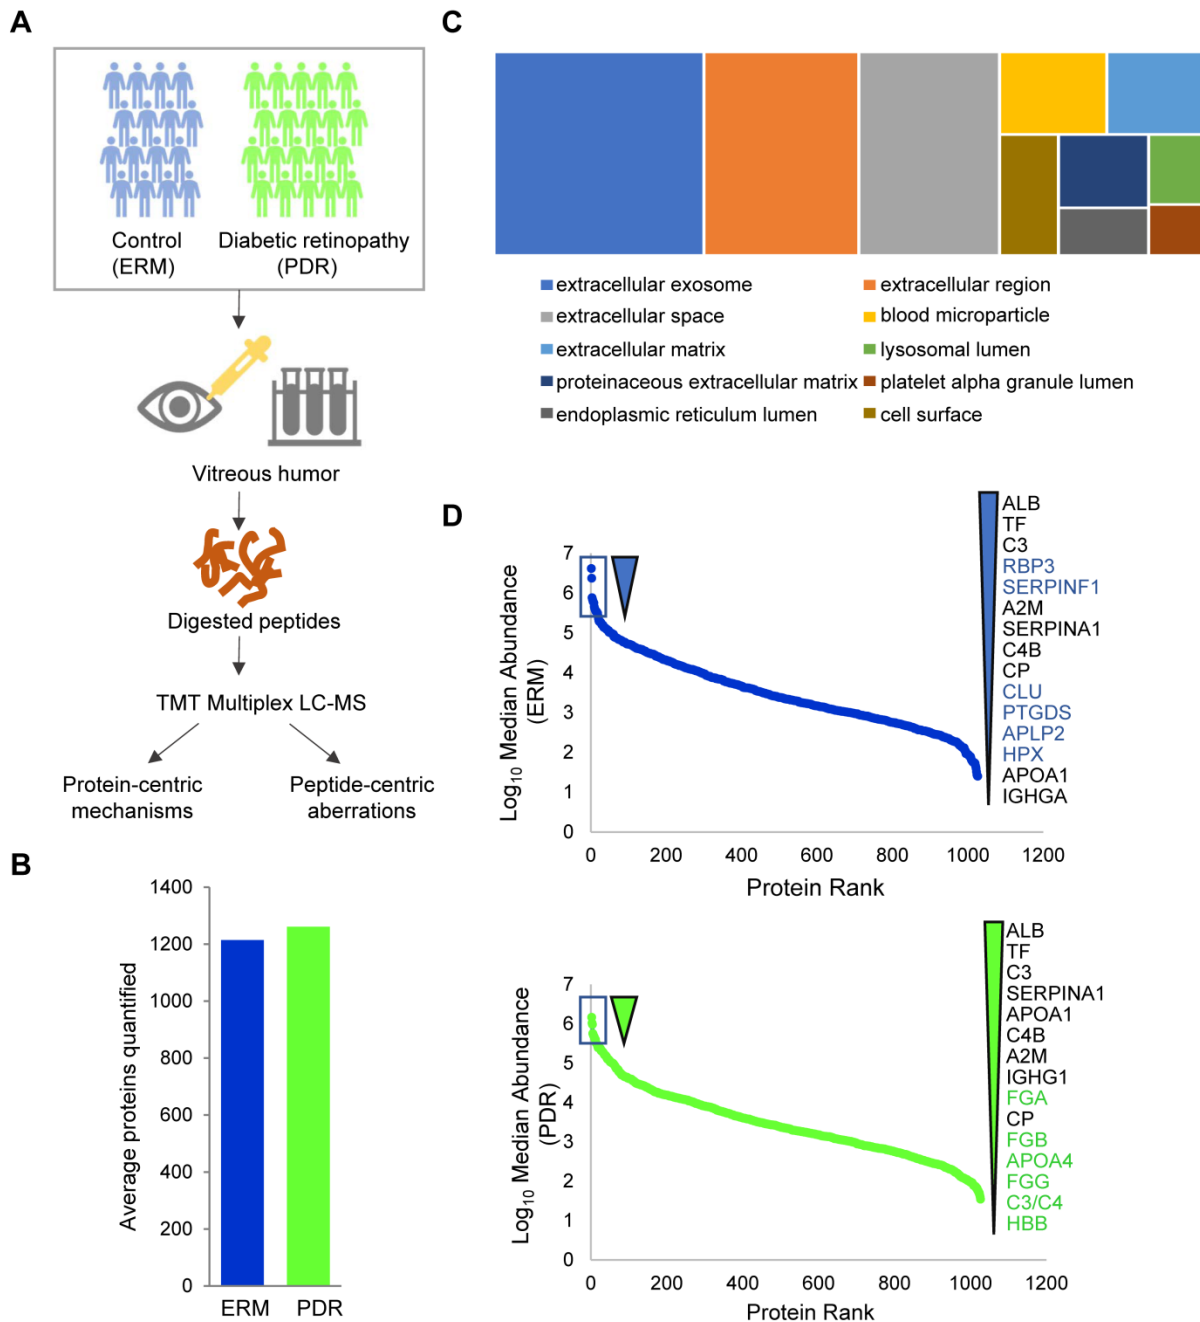 A
Control
(ERM)
Diabetic retinopathy
(PDR)
Vitreous humor
Digested peptides
TMT Multiplex LC-MS
Protein-centric
mechanisms
Peptide-centric
aberrations
B
Average proteins quantified
1400
1200
1000
800
600
400
200
0
ERM
PDR
C
extracellular exosome
extracellular region
extracellular space
blood microparticle
extracellular matrix
lysosomal lumen
proteinaceous extracellular matrix
platelet alpha granule lumen
endoplasmic reticulum lumen
cell surface
D
Log10 Median Abundance
(ERM)
7
6
5
4
3
2
1
0
0
200
400
600
800
1000
1200
Protein Rank
ALB
TF
C3
RBP3
SERPINF1
A2M
SERPINA1
C4B
CP
CLU
PTGDS
APLP2
HPX
APOA1
IGHGA
Log10 Median Abundance
(PDR)
7
6
5
4
3
2
1
0
0
200
400
600
800
1000
1200
Protein Rank
ALB
TF
C3
SERPINA1
APOA1
C4B
A2M
IGHG1
FGA
CP
FGB
APOA4
FGG
C3/C4
HBB